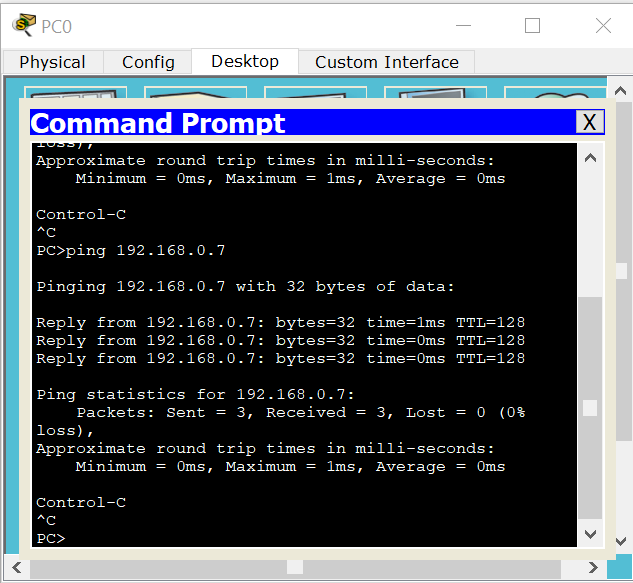 PC0
Physical Config Desktop Custom Interface
Command Prompt X
loss),
Approximate round trip times in milli-seconds:
    Minimum = 0ms, Maximum = 1ms, Average = 0ms
Control-C
^C
PC>ping 192.168.0.7
Pinging 192.168.0.7 with 32 bytes of data:
Reply from 192.168.0.7: bytes=32 time=1ms TTL=128
Reply from 192.168.0.7: bytes=32 time=0ms TTL=128
Reply from 192.168.0.7: bytes=32 time=0ms TTL=128
Ping statistics for 192.168.0.7:
    Packets: Sent = 3, Received = 3, Lost = 0 (0%
loss),
Approximate round trip times in milli-seconds:
    Minimum = 0ms, Maximum = 1ms, Average = 0ms
Control-C
^C
PC>